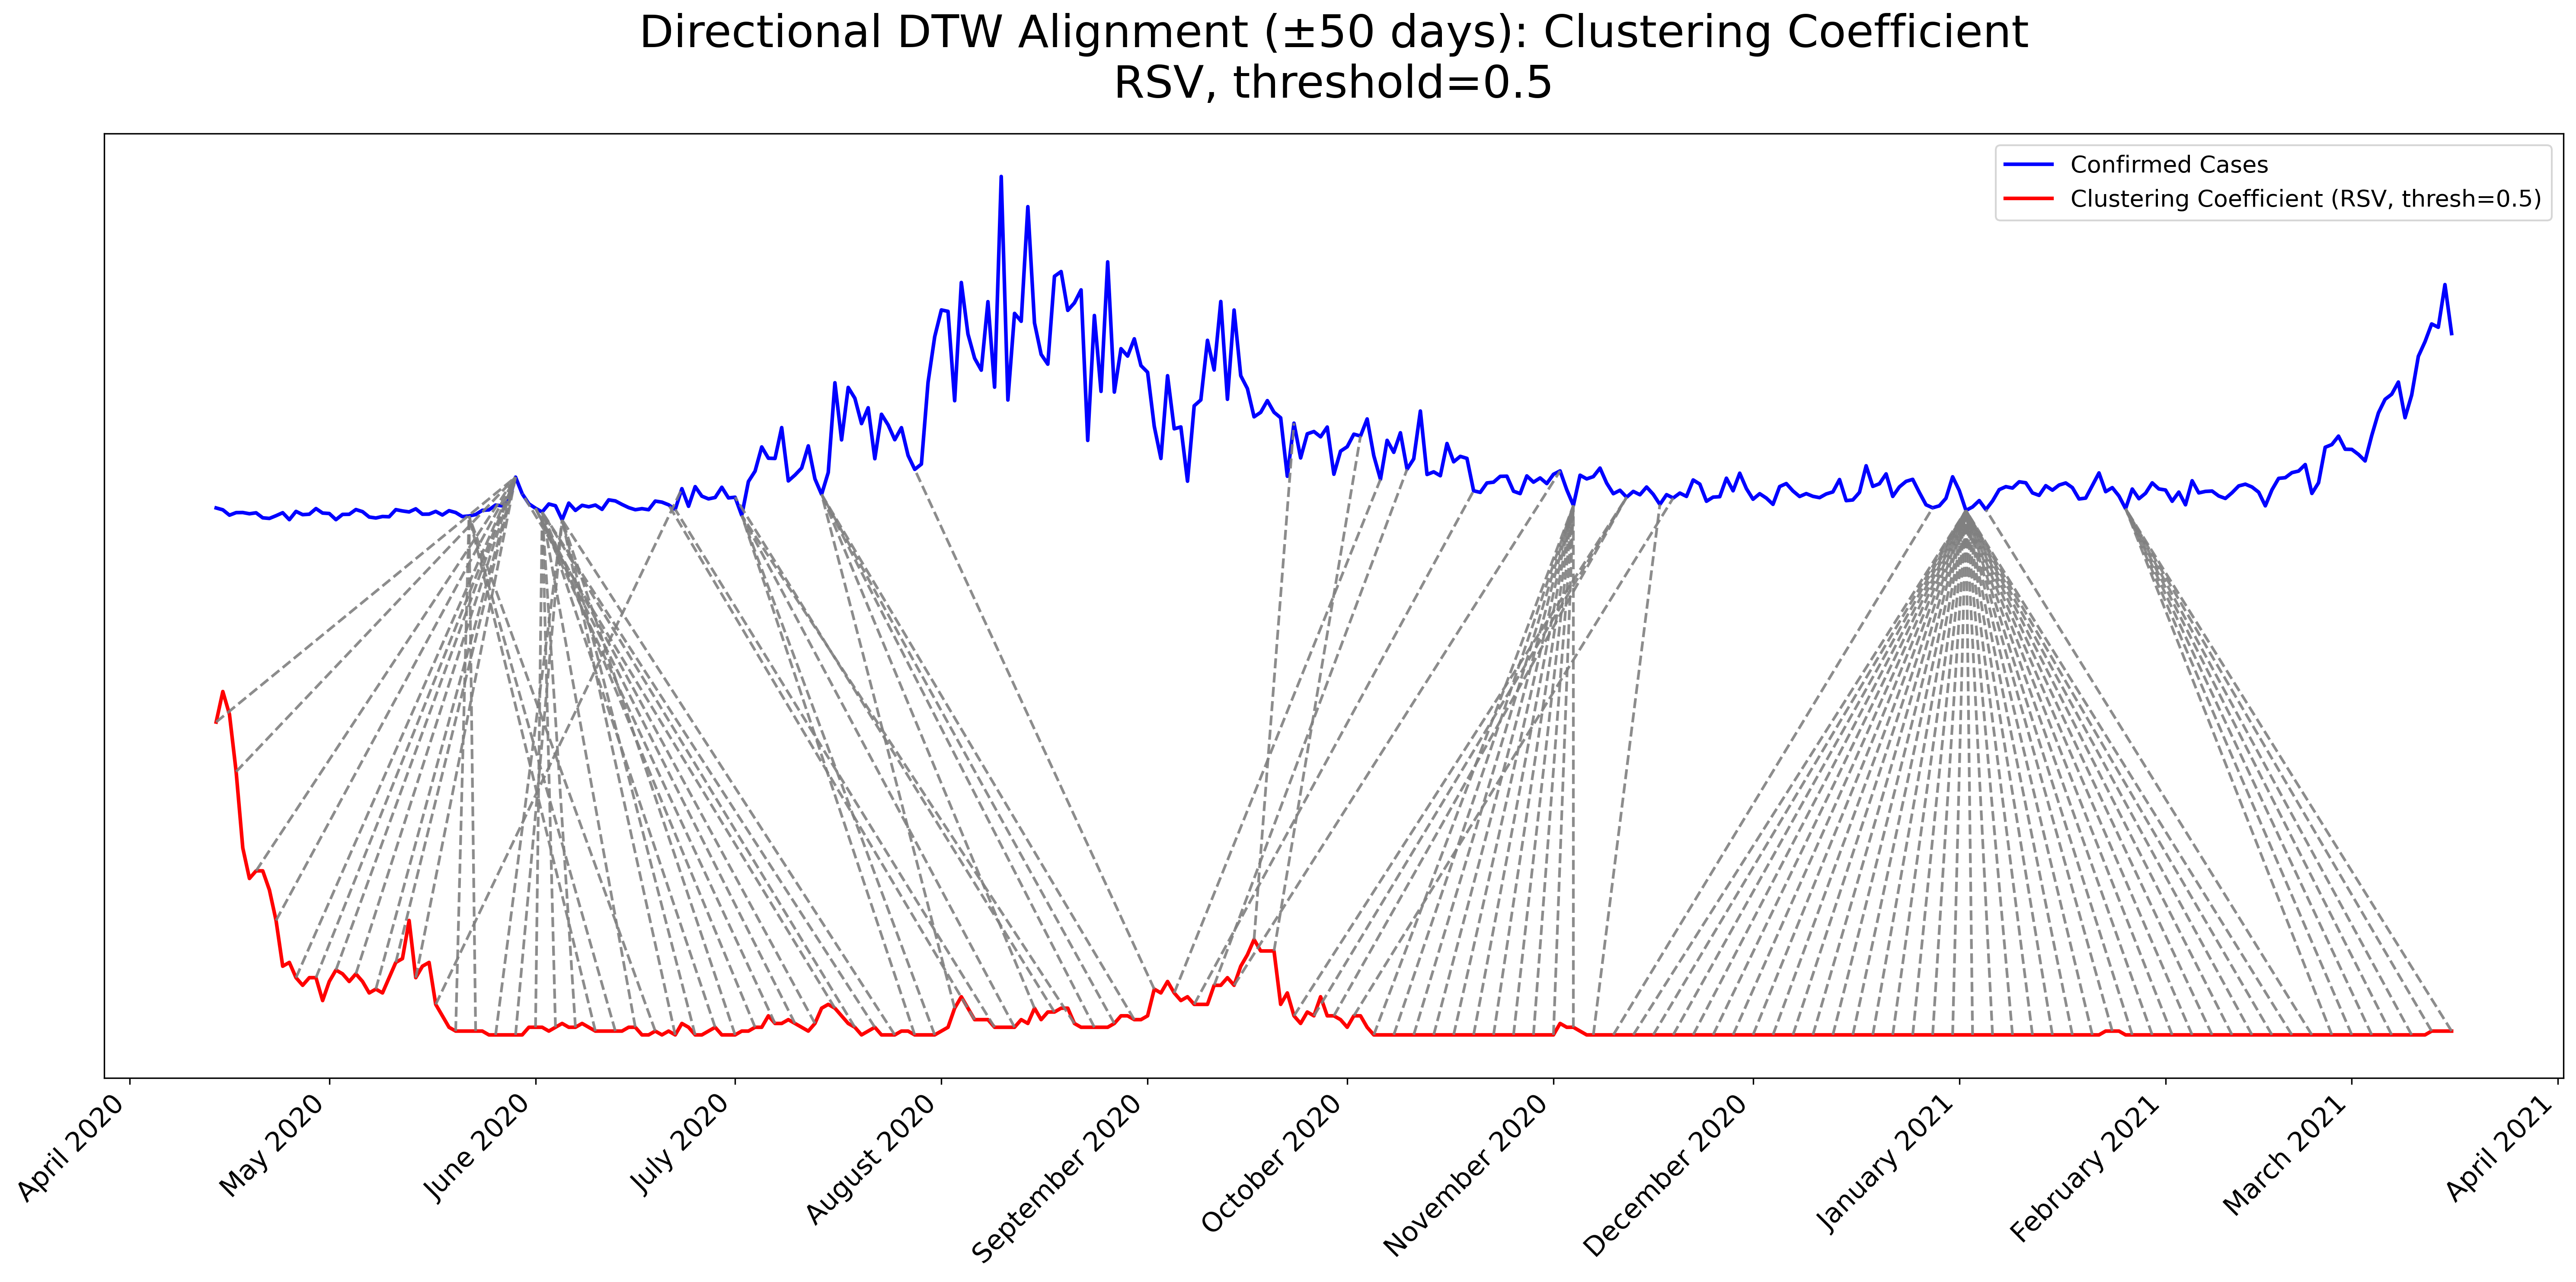 Directional DTW Alignment (±50 days): Clustering Coefficient
RSV, threshold=0.5
Confirmed Cases
Clustering Coefficient (RSV, thresh=0.5)
April 2020
May 2020
June 2020
July 2020
August 2020
September 2020
October 2020
November 2020
December 2020
January 2021
February 2021
March 2021
April 2021